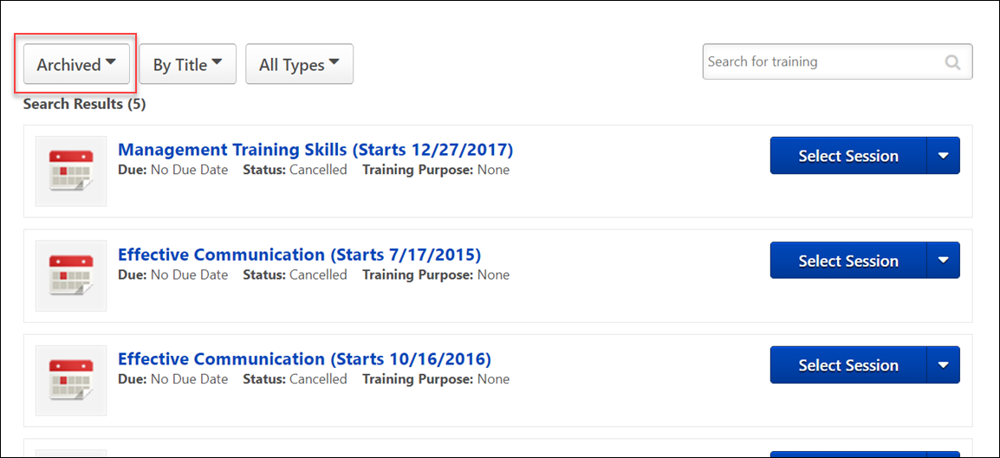 Archived By Title All Types Search for training
Search Results (5)
Management Training Skills (Starts 12/27/2017)
Due: No Due Date Status: Cancelled Training Purpose: None
Select Session
Effective Communication (Starts 7/17/2015)
Due: No Due Date Status: Cancelled Training Purpose: None
Select Session
Effective Communication (Starts 10/16/2016)
Due: No Due Date Status: Cancelled Training Purpose: None
Select Session